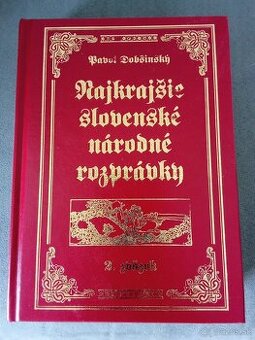 Pavol Dobšinský
Najkrajšie
slovenské
národné
rozprávky
2. zväzok